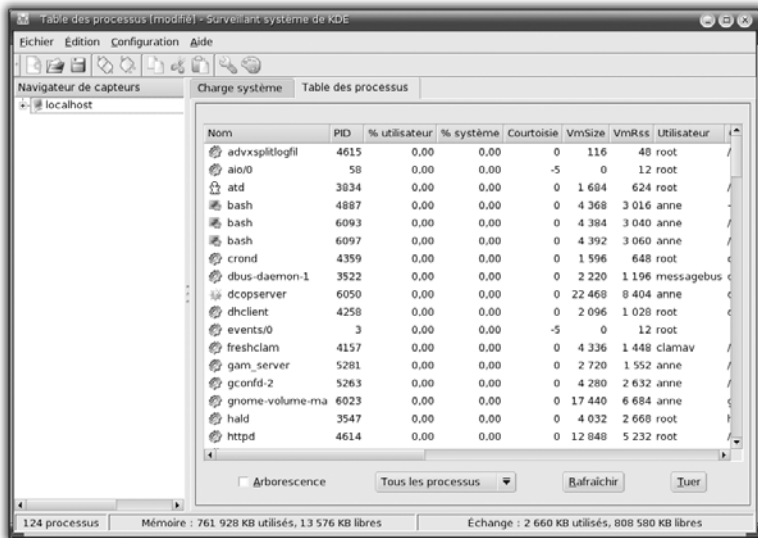 Table des processus [modifié] - Surveillant système de KDE
Fichier Édition Configuration Aide
Navigateur de capteurs
localhost
Charge système Table des processus
Nom PID % utilisateur % système Courtoisie VmSize VmRss Utilisateur
advxsplitlogfil 4615 0,00 0,00 0 116 48 root /
aio/0 58 0,00 0,00 -5 0 12 root
atd 3834 0,00 0,00 0 1 684 624 root /
bash 4887 0,00 0,00 0 4 368 3 016 anne -
bash 6093 0,00 0,00 0 4 384 3 040 anne /
bash 6097 0,00 0,00 0 4 392 3 060 anne /
crond 4359 0,00 0,00 0 1 596 648 root
dbus-daemon-1 3522 0,00 0,00 0 2 220 1 196 messagebus
dcopserver 6050 0,00 0,00 0 22 468 8 404 anne
dhclient 4258 0,00 0,00 0 2 096 1 028 root
events/0 3 0,00 0,00 -5 0 12 root
freshclam 4157 0,00 0,00 0 4 336 1 448 clamav /
gam_server 5281 0,00 0,00 0 2 720 1 552 anne /
gconfd-2 5263 0,00 0,00 0 4 280 2 632 anne /
gnome-volume-ma 6023 0,00 0,00 0 17 440 6 684 anne
hald 3547 0,00 0,00 0 4 032 2 668 root
httpd 4614 0,00 0,00 0 12 848 5 232 root /
Arborescence Tous les processus Rafraîchir Tuer
124 processus Mémoire : 761 928 KB utilisés, 13 576 KB libres Échange : 2 660 KB utilisés, 808 580 KB libres